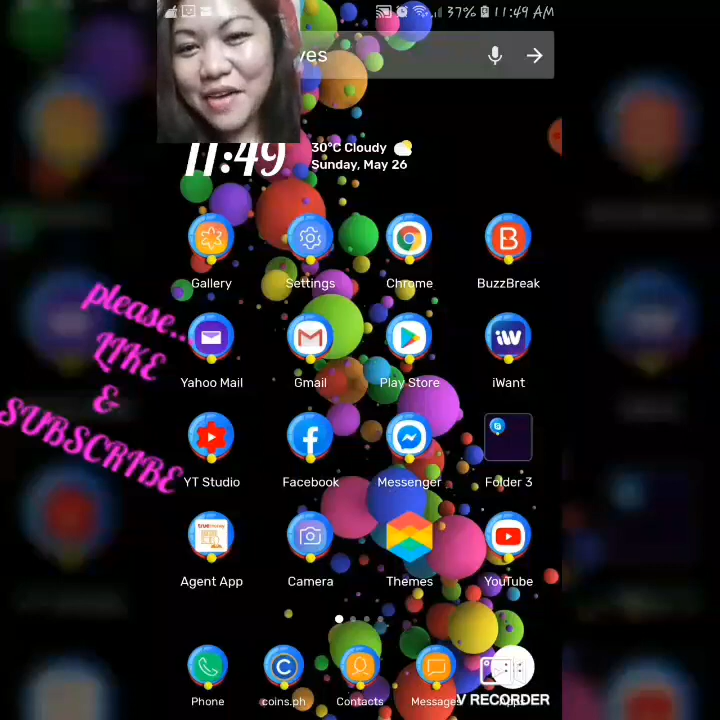 37% 11:49 AM
yes
11:49
30°C Cloudy
Sunday, May 26
Gallery Settings Chrome BuzzBreak
Yahoo Mail Gmail Play Store iWant
please...
LIKE
&
SUBSCRIBE
YT Studio Facebook Messenger Folder 3
Agent App Camera Themes YouTube
Phone coins.ph Contacts Messages
V RECORDER